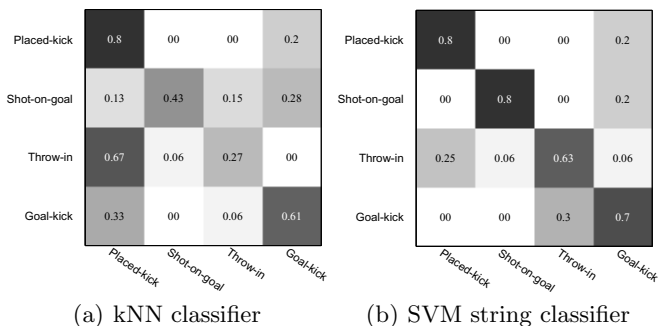 Placed-kick 0.8 00 00 0.2
Shot-on-goal 0.13 0.43 0.15 0.28
Throw-in 0.67 0.06 0.27 00
Goal-kick 0.33 00 0.06 0.61
Placed-kick Shot-on-goal Throw-in Goal-kick
(a) kNN classifier
Placed-kick 0.8 00 00 0.2
Shot-on-goal 00 0.8 00 0.2
Throw-in 0.25 0.06 0.63 0.06
Goal-kick 00 00 0.3 0.7
Placed-kick Shot-on-goal Throw-in Goal-kick
(b) SVM string classifier